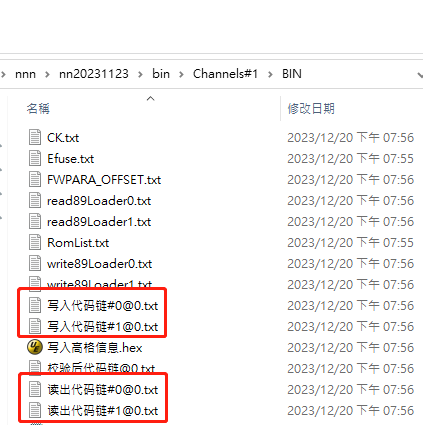 nnn > nn20231123 > bin > Channels#1 > BIN
名稱 修改日期
CK.txt 2023/12/20 下午 07:56
Efuse.txt 2023/12/20 下午 07:55
FWPARA_OFFSET.txt 2023/12/20 下午 07:56
read89Loader0.txt 2023/12/20 下午 07:56
read89Loader1.txt 2023/12/20 下午 07:56
RomList.txt 2023/12/20 下午 07:55
write89Loader0.txt 2023/12/20 下午 07:56
write89Loader1.txt 2023/12/20 下午 07:56
写入代码链#0@0.txt 2023/12/20 下午 07:56
写入代码链#1@0.txt 2023/12/20 下午 07:56
写入高格信息.hex 2023/12/20 下午 07:56
校验后代码链@0.txt 2023/12/20 下午 07:56
读出代码链#0@0.txt 2023/12/20 下午 07:56
读出代码链#1@0.txt 2023/12/20 下午 07:56